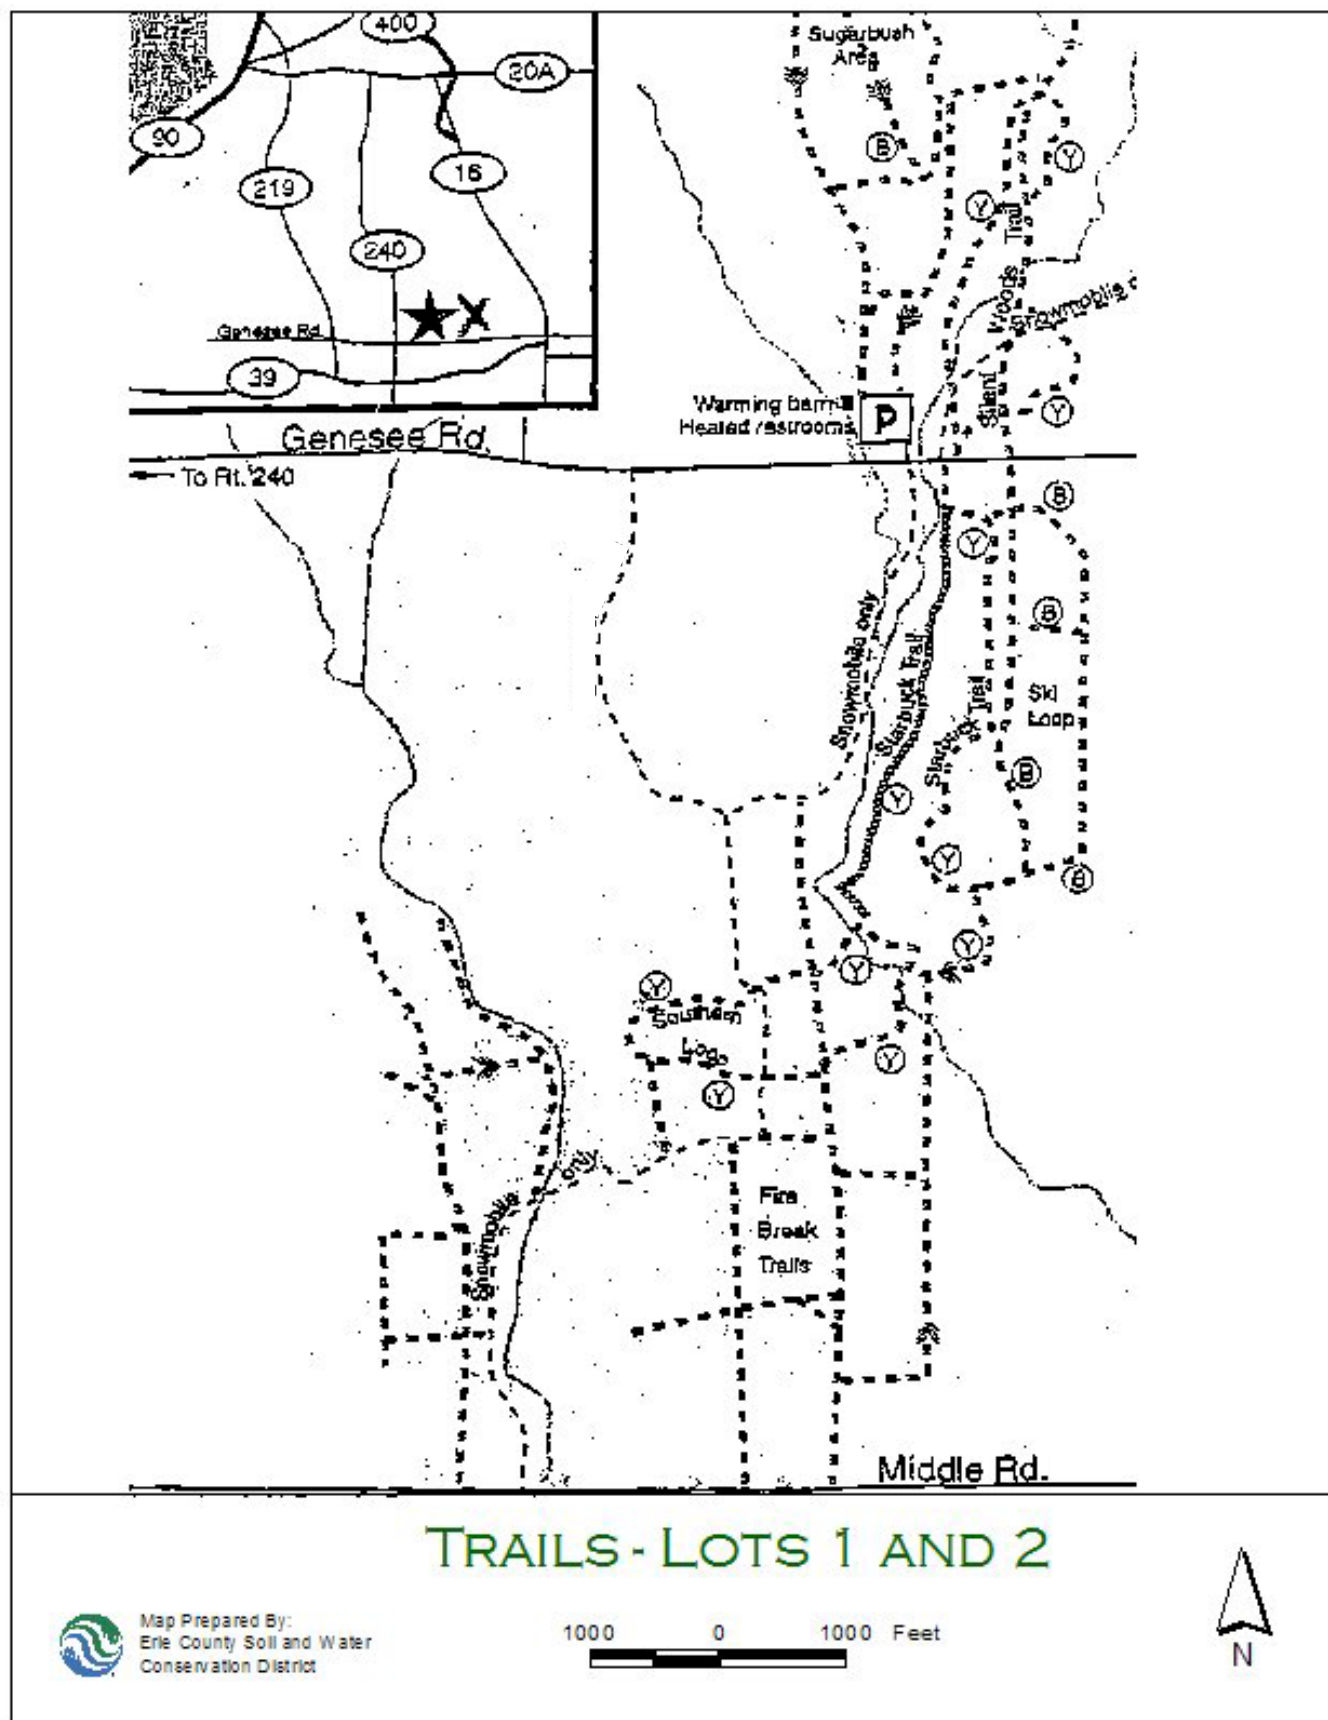 400
Sugarbush
Area
20A
90
B
Y
219
16
Y
240
Silent Woods Trail
Snowmobile
Genesee Rd.
39
Warming barn
Heated restrooms
P
Y
Genesee Rd.
To Rt. 240
B
Y
Snowmobile only
Starbuck Trail
B
Starbuck Trail
Ski
Loop
B
Y
Y
B
Y
Y
Y
Southern
Loop
Y
Y
Snowmobile only
Fire
Break
Trails
Middle Rd.
TRAILS - LOTS 1 AND 2
Map Prepared By:
Erie County Soil and Water
Conservation District
1000 0 1000 Feet
N